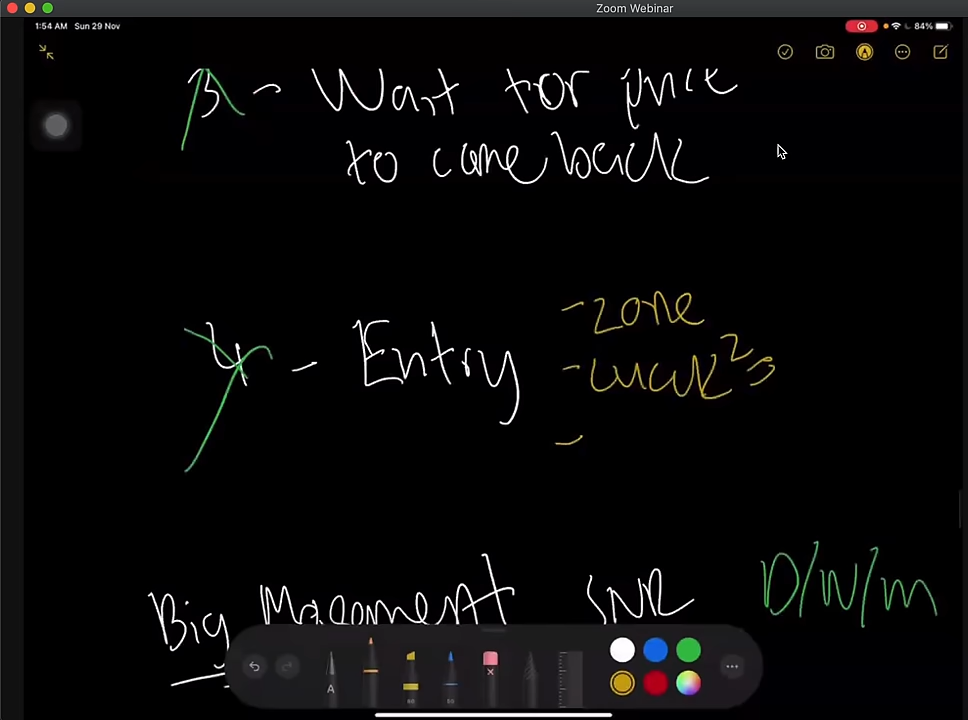 Zoom Webinar
1:54 AM Sun 29 Nov
84%
3 - Wait for price
to come back
4 - Entry
- zone
-
Big Movement SNR D/W/M
A